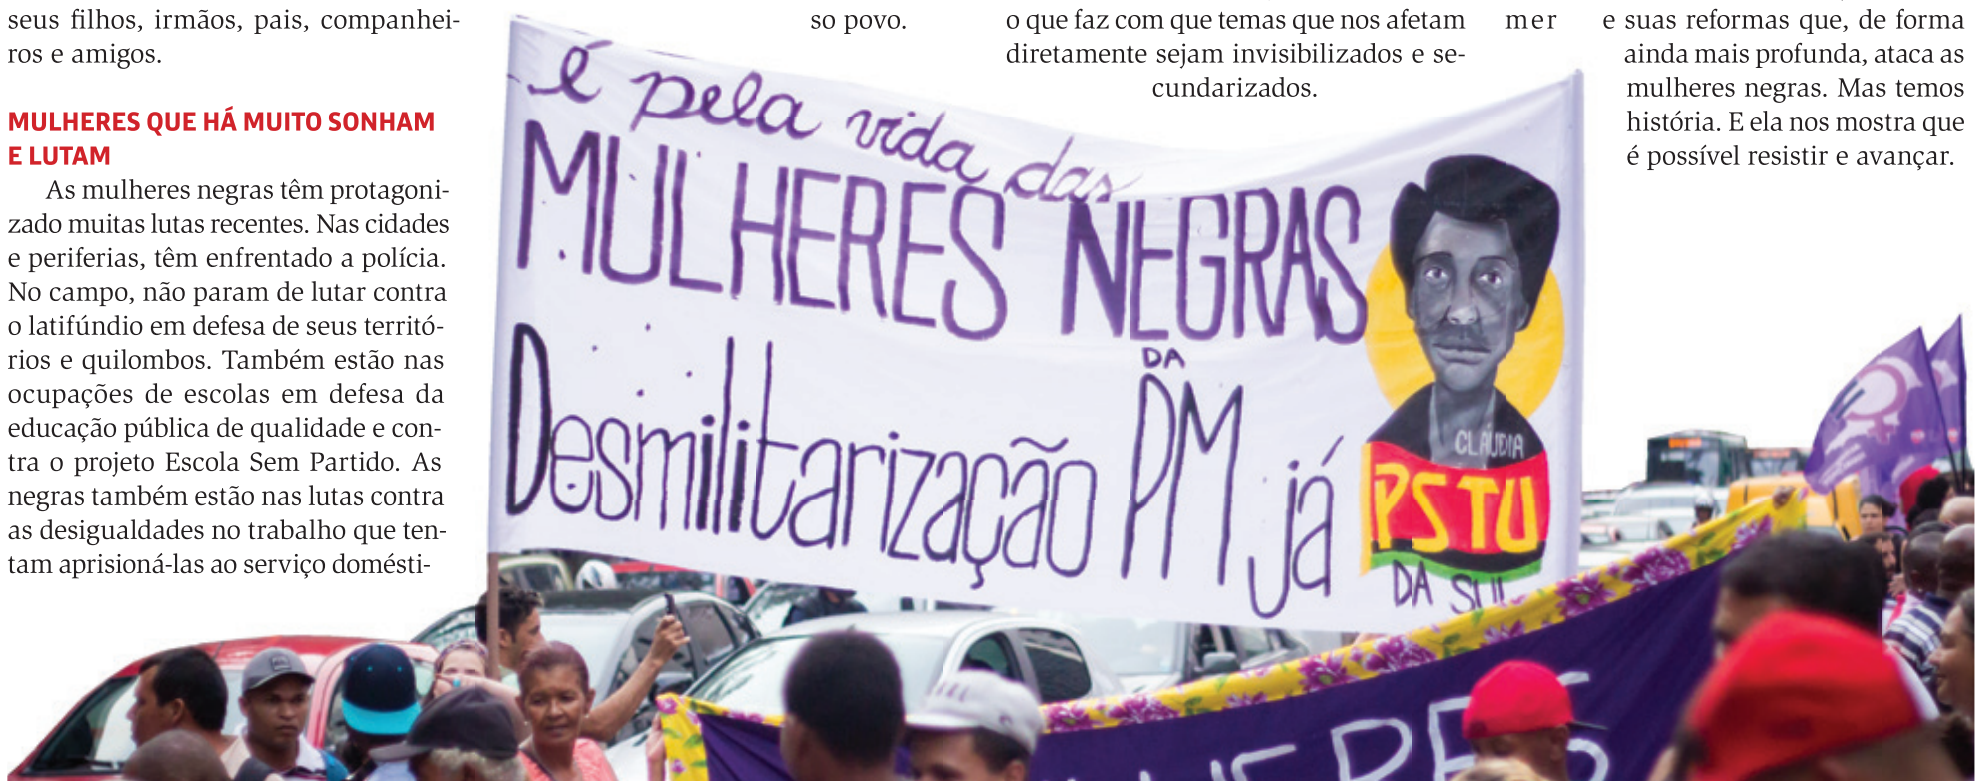 seus filhos, irmãos, pais, companhei-
ros e amigos.
MULHERES QUE HÁ MUITO SONHAM
E LUTAM
As mulheres negras têm protagoni-
zado muitas lutas recentes. Nas cidades
e periferias, têm enfrentado a polícia.
No campo, não param de lutar contra
o latifúndio em defesa de seus territó-
rios e quilombos. Também estão nas
ocupações de escolas em defesa da
educação pública de qualidade e con-
tra o projeto Escola Sem Partido. As
negras também estão nas lutas contra
as desigualdades no trabalho que ten-
tam aprisioná-las ao serviço domésti-
so povo.
o que faz com que temas que nos afetam
diretamente sejam invisibilizados e se-
cundarizados.
mer
e suas reformas que, de forma
ainda mais profunda, ataca as
mulheres negras. Mas temos
história. E ela nos mostra que
é possível resistir e avançar.
é pela vida das
MULHERES NEGRAS
Desmilitarização DA PM já
CLÁUDIA
PSTU
DA SUL